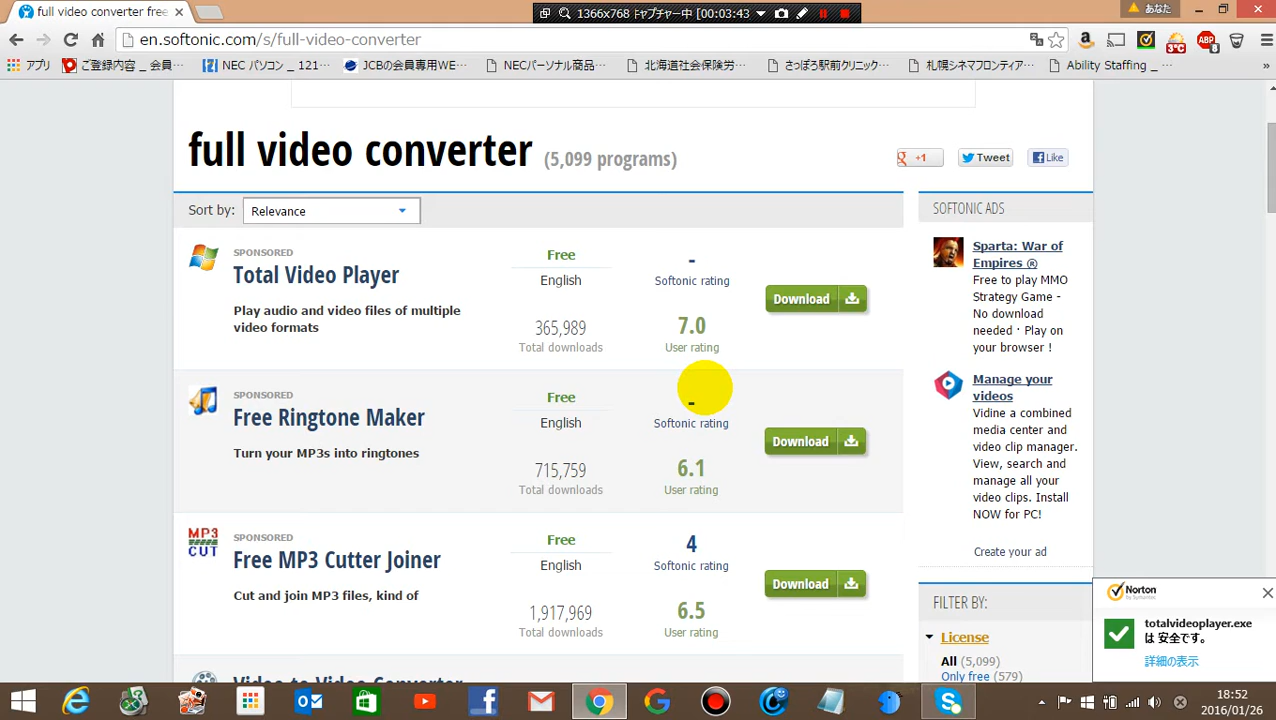 full video converter free
1366x768 キャプチャー中 [00:03:43]
あなた
en.softonic.com/s/full-video-converter
3°C
ABP
8
アプリ
ご登録内容 _ 会員…
NEC パソコン _ 121…
JCBの会員専用WE…
NECパーソナル商品…
北海道社会保険労…
さっぽろ駅前クリニック…
札幌シネマフロンティア…
Ability Staffing _ …
»
full video converter (5,099 programs)
g +1
Tweet
Like
Sort by: Relevance
SPONSORED
Total Video Player
Play audio and video files of multiple
video formats
Free
English
365,989
Total downloads
-
Softonic rating
7.0
User rating
Download
SPONSORED
Free Ringtone Maker
Turn your MP3s into ringtones
Free
English
715,759
Total downloads
-
Softonic rating
6.1
User rating
Download
MP3
CUT
SPONSORED
Free MP3 Cutter Joiner
Cut and join MP3 files, kind of
Free
English
1,917,969
Total downloads
4
Softonic rating
6.5
User rating
Download
Video to Video Converter
SOFTONIC ADS
Sparta: War of
Empires ®
Free to play MMO
Strategy Game -
No download
needed · Play on
your browser !
Manage your
videos
Vidine a combined
media center and
video clip manager.
View, search and
manage all your
video clips. Install
NOW for PC!
Create your ad
FILTER BY:
License
All (5,099)
Only free (579)
Norton
by Symantec
totalvideoplayer.exe
は 安全です。
詳細の表示
18:52
2016/01/26